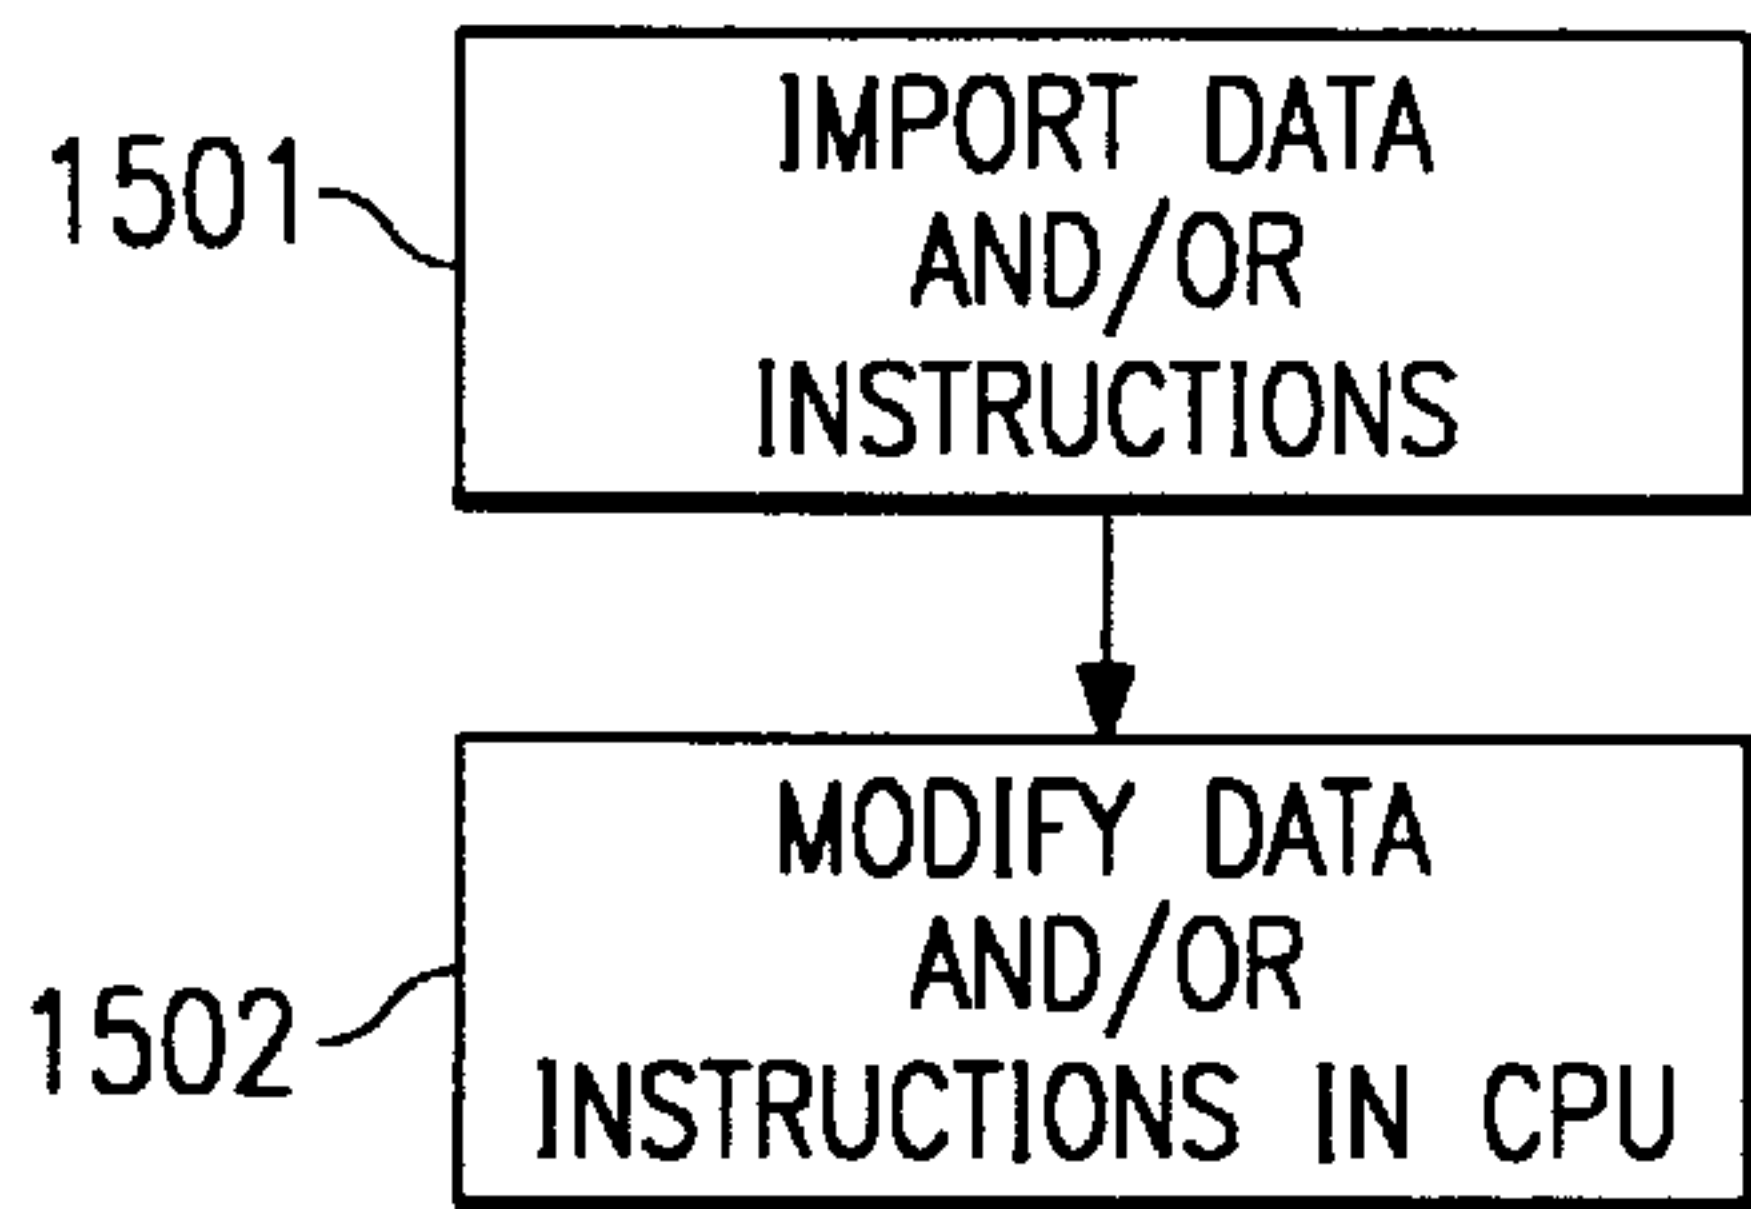 1501
IMPORT DATA
AND/OR
INSTRUCTIONS
1502
MODIFY DATA
AND/OR
INSTRUCTIONS IN CPU